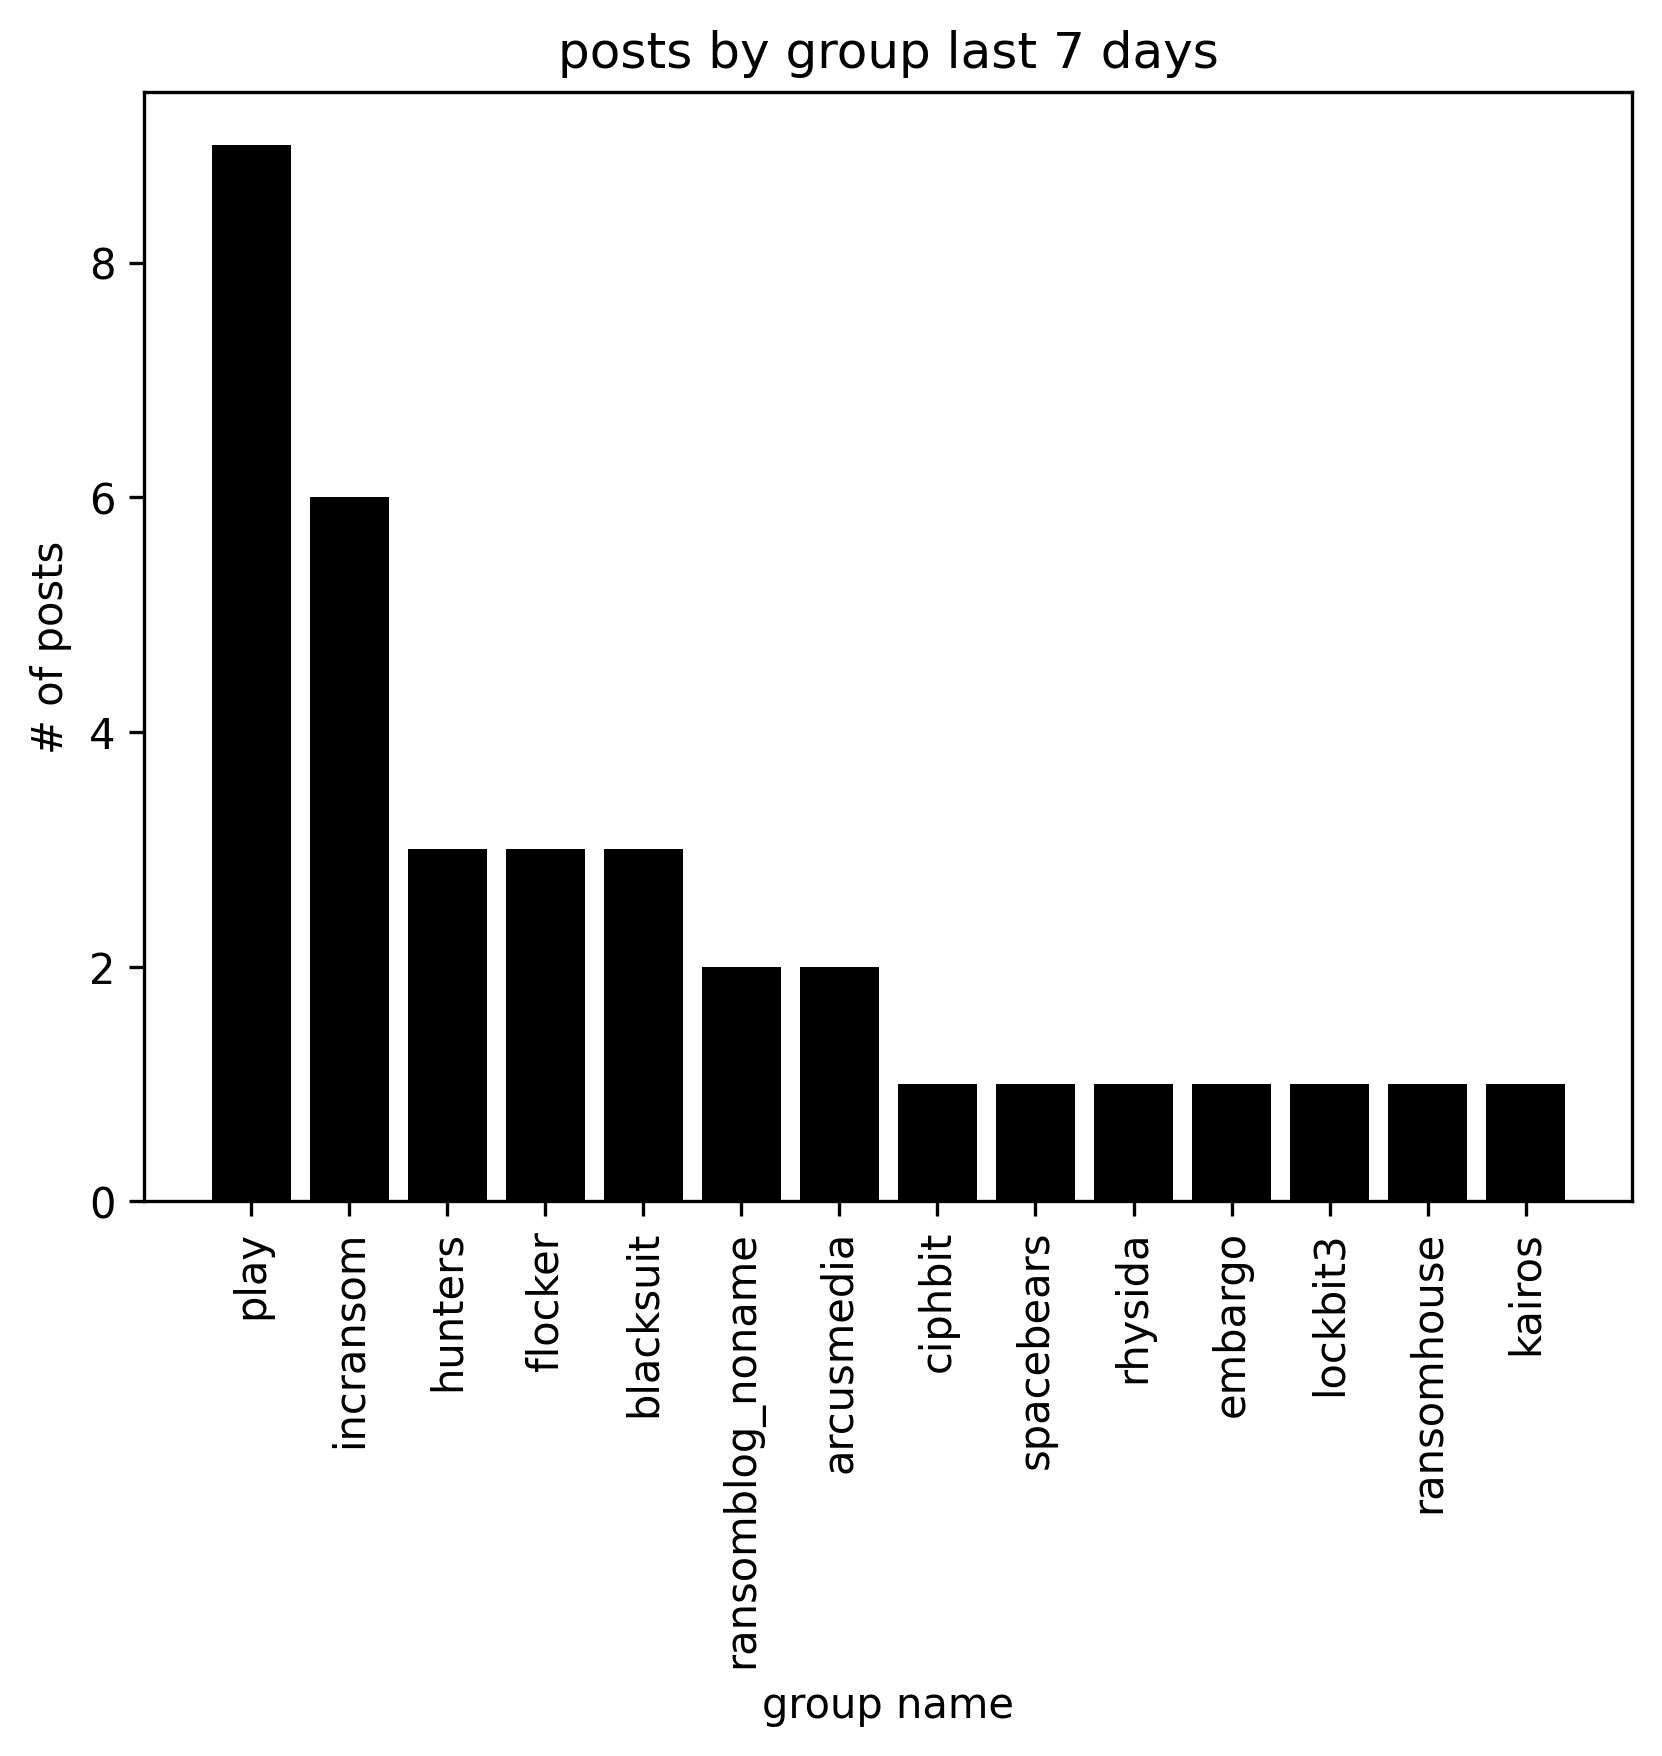 posts by group last 7 days
# of posts
8
6
4
2
0
play
incransom
hunters
flocker
blacksuit
ransomblog_noname
arcusmedia
ciphbit
spacebears
rhysida
embargo
lockbit3
ransomhouse
kairos
group name